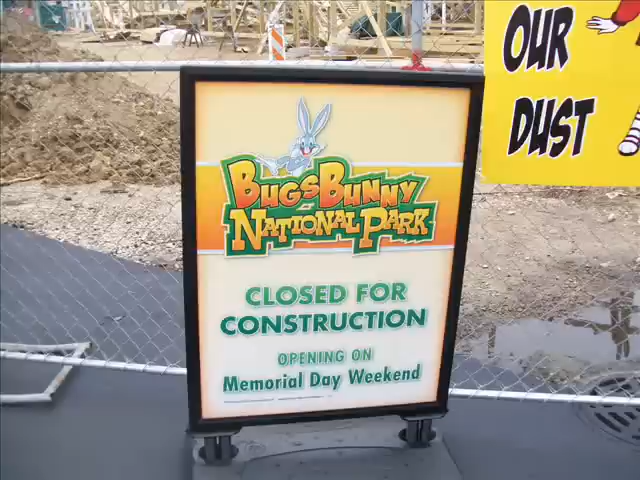 OUR
DUST
BUGS BUNNY
NATIONAL PARK
CLOSED FOR
CONSTRUCTION
OPENING ON
Memorial Day Weekend